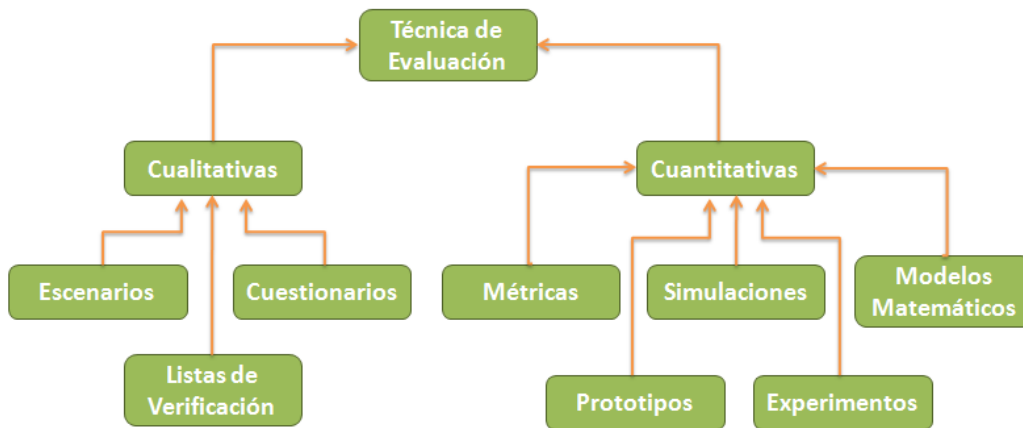 Técnica de
Evaluación
Cualitativas
Cuantitativas
Escenarios
Cuestionarios
Métricas
Simulaciones
Modelos
Matemáticos
Listas de
Verificación
Prototipos
Experimentos